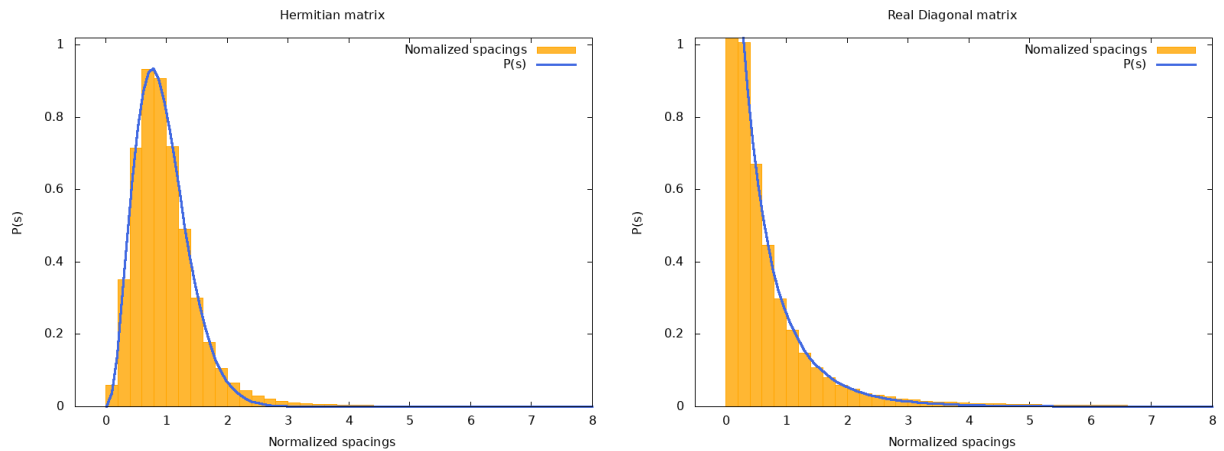 Hermitian matrix
1
0.8
0.6
0.4
0.2
0
P(s)
Nomalized spacings
P(s)
0 1 2 3 4 5 6 7 8
Normalized spacings
Real Diagonal matrix
1
0.8
0.6
0.4
0.2
0
P(s)
Nomalized spacings
P(s)
0 1 2 3 4 5 6 7 8
Normalized spacings